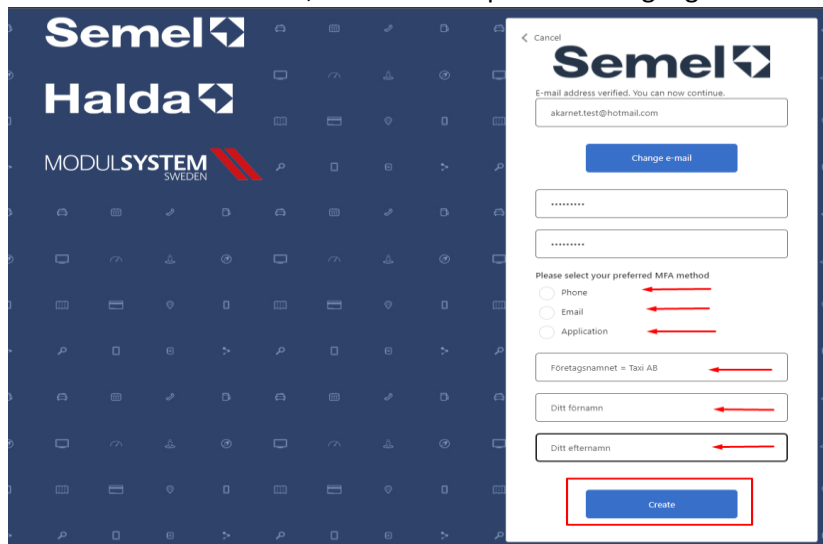 Semel
Halda
MODULSYSTEM
SWEDEN
Cancel
Semel
E-mail address verified. You can now continue.
akarnet.test@hotmail.com
Change e-mail
•••••••••
•••••••••
Please select your preferred MFA method
Phone
Email
Application
Företagsnamnet = Taxi AB
Ditt förnamn
Ditt efternamn
Create